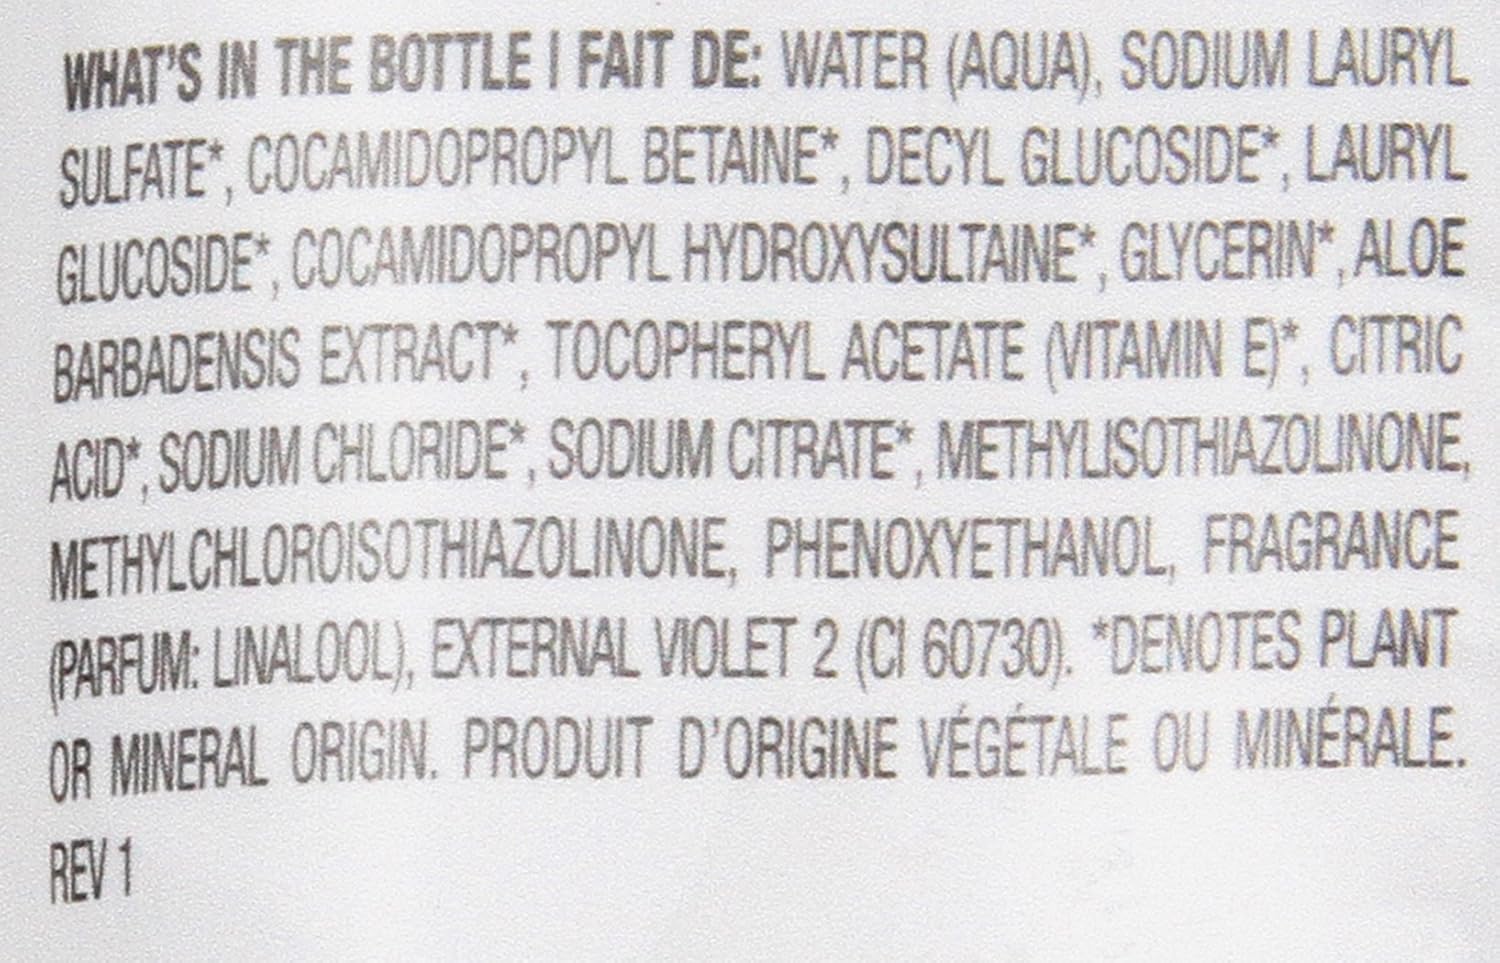 WHAT'S IN THE BOTTLE I FAIT DE: WATER (AQUA), SODIUM LAURYL
SULFATE*, COCAMIDOPROPYL BETAINE*, DECYL GLUCOSIDE*, LAURYL
GLUCOSIDE*, COCAMIDOPROPYL HYDROXYSULTAINE*, GLYCERIN*, ALOE
BARBADENSIS EXTRACT*, TOCOPHERYL ACETATE (VITAMIN E)*, CITRIC
ACID*, SODIUM CHLORIDE*, SODIUM CITRATE*, METHYLISOTHIAZOLINONE,
METHYLCHLOROISOTHIAZOLINONE, PHENOXYETHANOL, FRAGRANCE
(PARFUM: LINALOOL), EXTERNAL VIOLET 2 (CI 60730). *DENOTES PLANT
OR MINERAL ORIGIN. PRODUIT D'ORIGINE VÉGÉTALE OU MINÉRALE.
REV 1